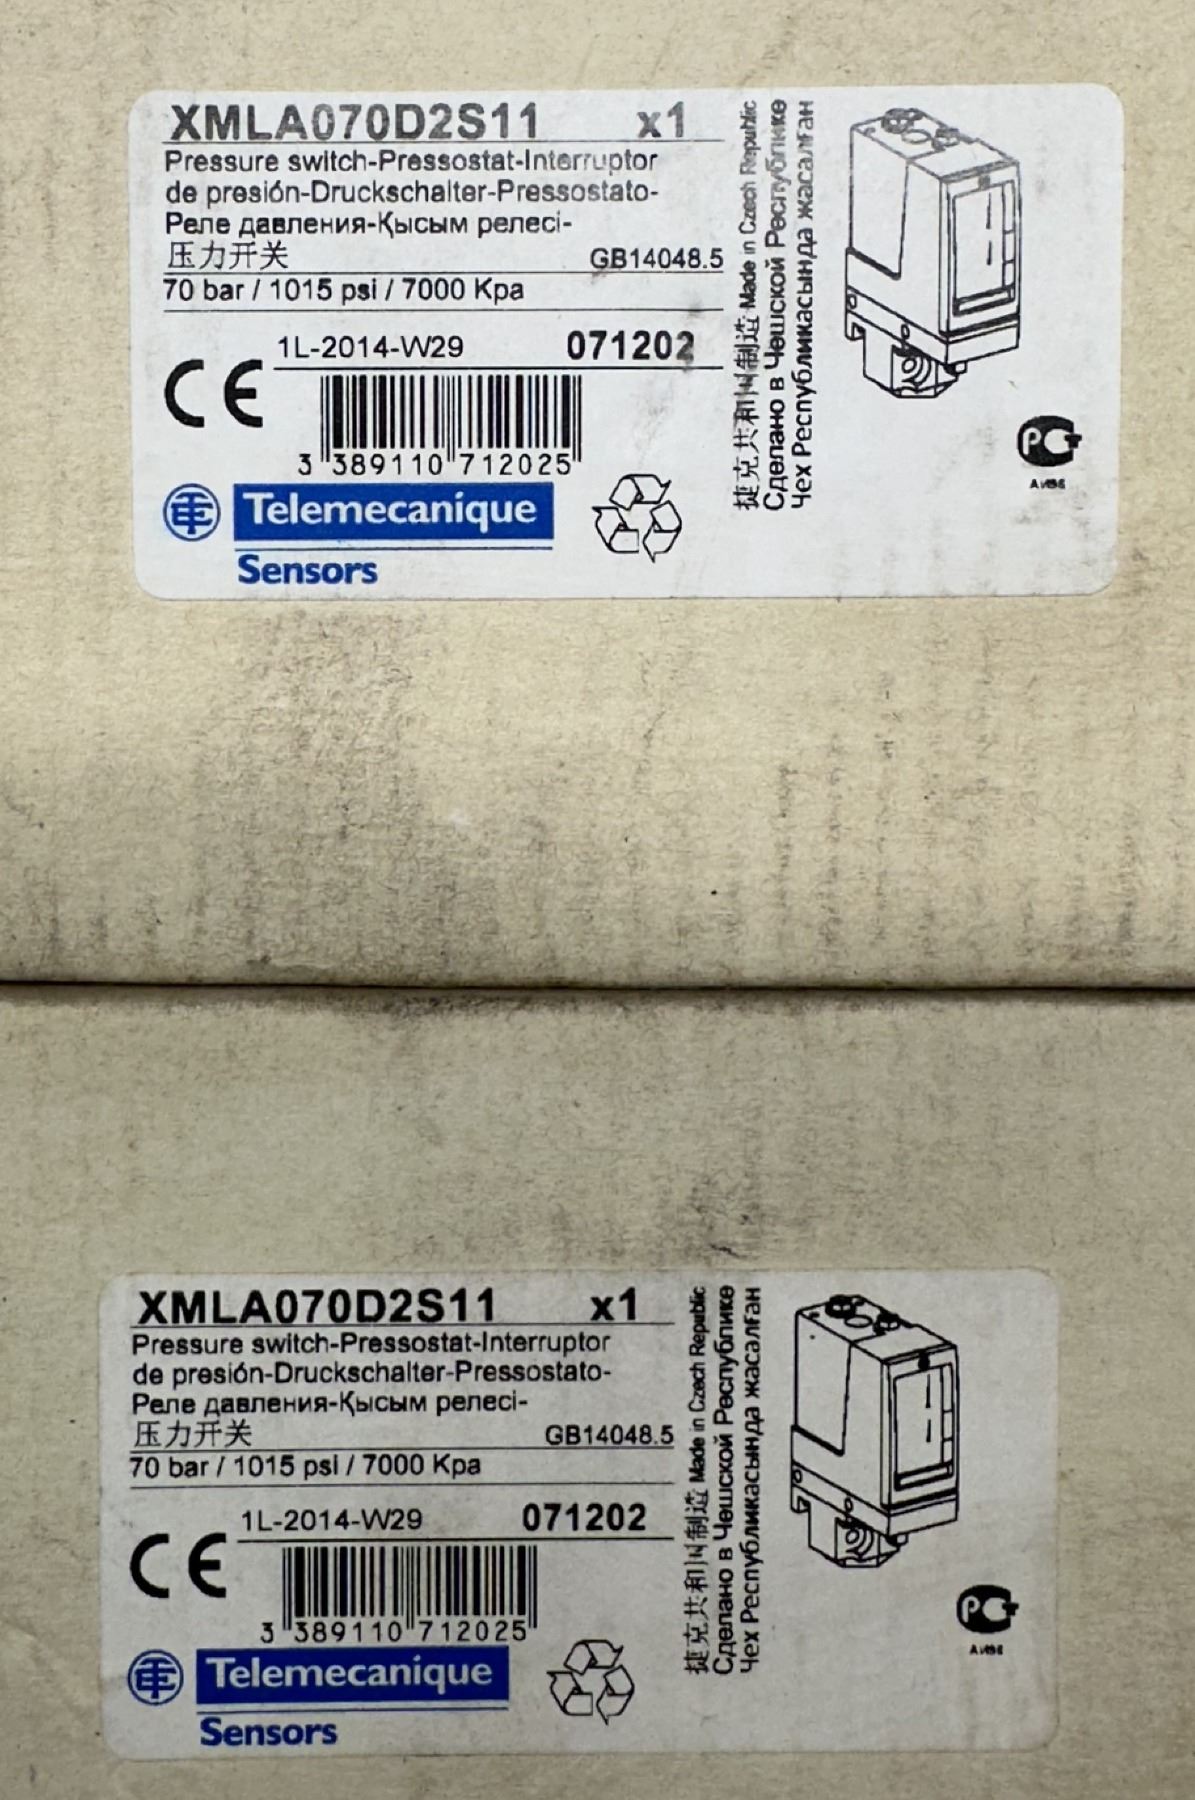 XMLA070D2S11 x1
Pressure switch-Pressostat-Interruptor
de presión-Druckschalter-Pressostato-
Реле давления-Қысым релесі-
压力开关 GB14048.5
70 bar / 1015 psi / 7000 Kpa
1L-2014-W29 071202
CE
3 389110 712025
Telemecanique
Sensors
捷克共和国制造 Made in Czech Republic
Сделано в Чешской Республике
Чех Республикасында жасалған
XMLA070D2S11 x1
Pressure switch-Pressostat-Interruptor
de presión-Druckschalter-Pressostato-
Реле давления-Қысым релесі-
压力开关 GB14048.5
70 bar / 1015 psi / 7000 Kpa
1L-2014-W29 071202
CE
3 389110 712025
Telemecanique
Sensors
捷克共和国制造 Made in Czech Republic
Сделано в Чешской Республике
Чех Республикасында жасалған